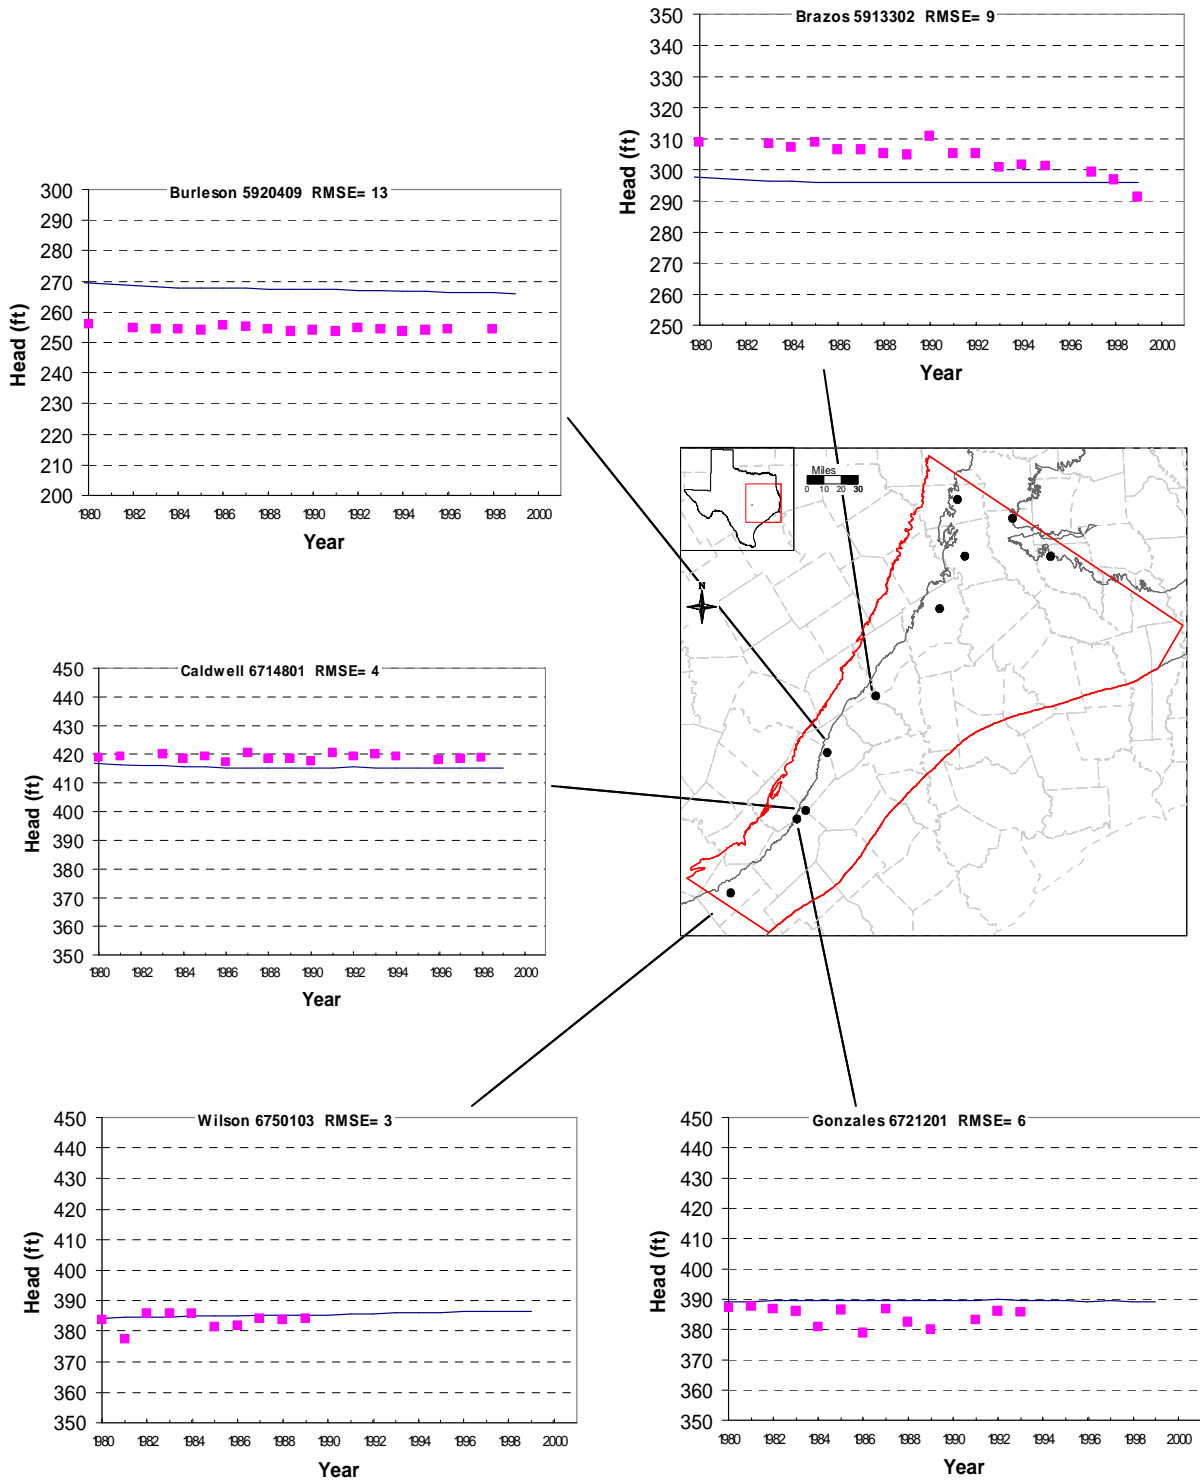 Brazos 5913302 RMSE= 9
350
340
330
320
310
300
290
280
270
260
250
Head (ft)
1980 1982 1984 1986 1988 1990 1992 1994 1996 1998 2000
Year
Burleson 5920409 RMSE= 13
300
290
280
270
260
250
240
230
220
210
200
Head (ft)
1980 1982 1984 1986 1988 1990 1992 1994 1996 1998 2000
Year
Miles
0 10 20 30
N
Caldwell 6714801 RMSE= 4
450
440
430
420
410
400
390
380
370
360
350
Head (ft)
1980 1982 1984 1986 1988 1990 1992 1994 1996 1998 2000
Year
Wilson 6750103 RMSE= 3
450
440
430
420
410
400
390
380
370
360
350
Head (ft)
1980 1982 1984 1986 1988 1990 1992 1994 1996 1998 2000
Year
Gonzales 6721201 RMSE= 6
450
440
430
420
410
400
390
380
370
360
350
Head (ft)
1980 1982 1984 1986 1988 1990 1992 1994 1996 1998 2000
Year